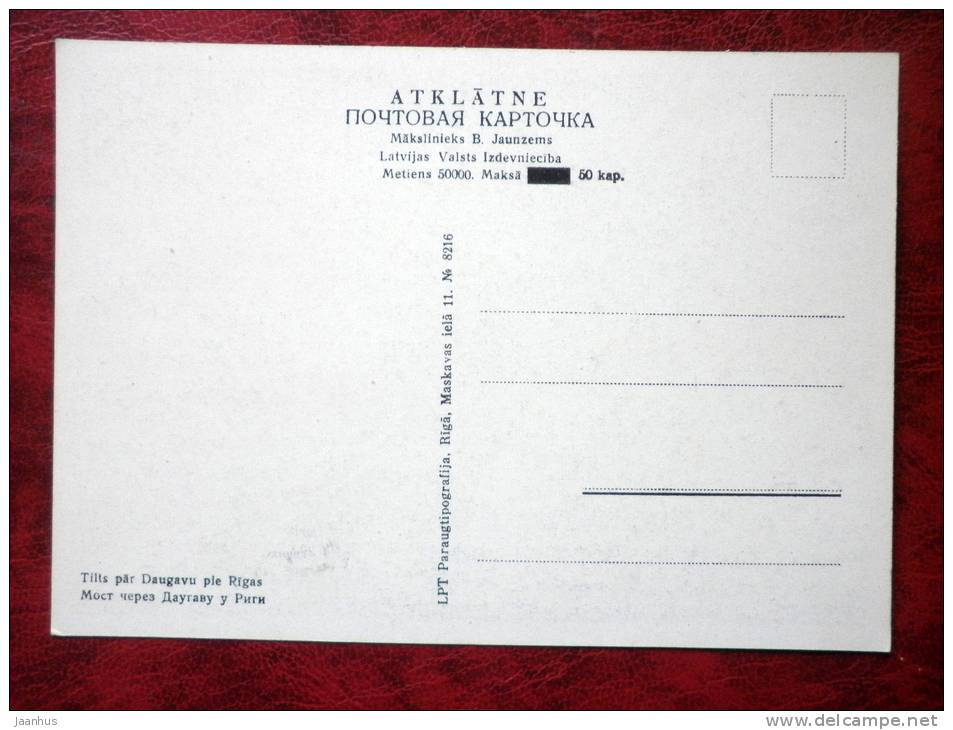 ATKLĀTNE
ПОЧТОВАЯ КАРТОЧКА
Mākslinieks B. Jaunzems
Latvijas Valsts Izdevniecība
Metiens 50000. Maksā 50 kap.
LPT Paraugtipografija, Rīgā, Maskavas ielā 11. № 8216
Tilts pār Daugavu pie Rīgas
Мост через Даугаву у Риги
jaanhus
www.delcampe.net